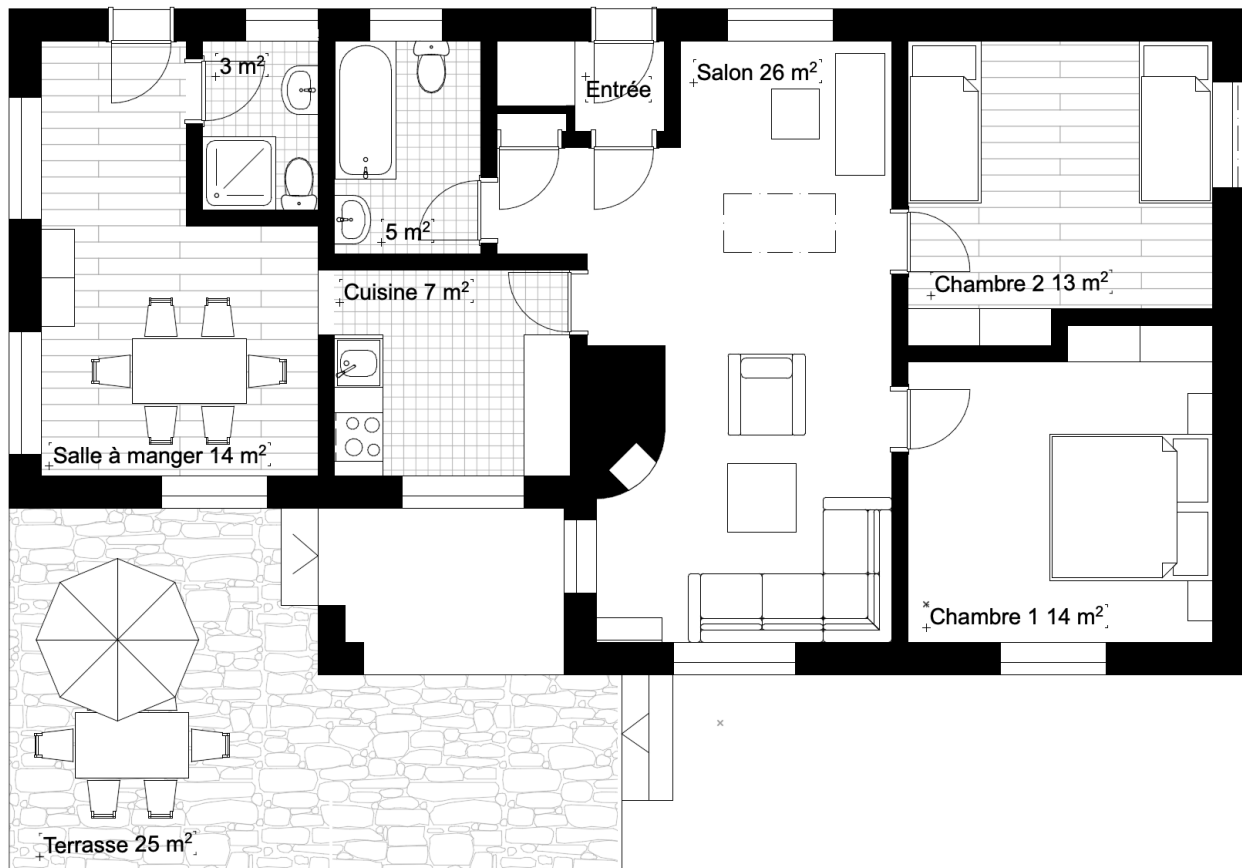 3 m²
Entrée
Salon 26 m²
5 m²
Cuisine 7 m²
Chambre 2 13 m²
Salle à manger 14 m²
Chambre 1 14 m²
Terrasse 25 m²